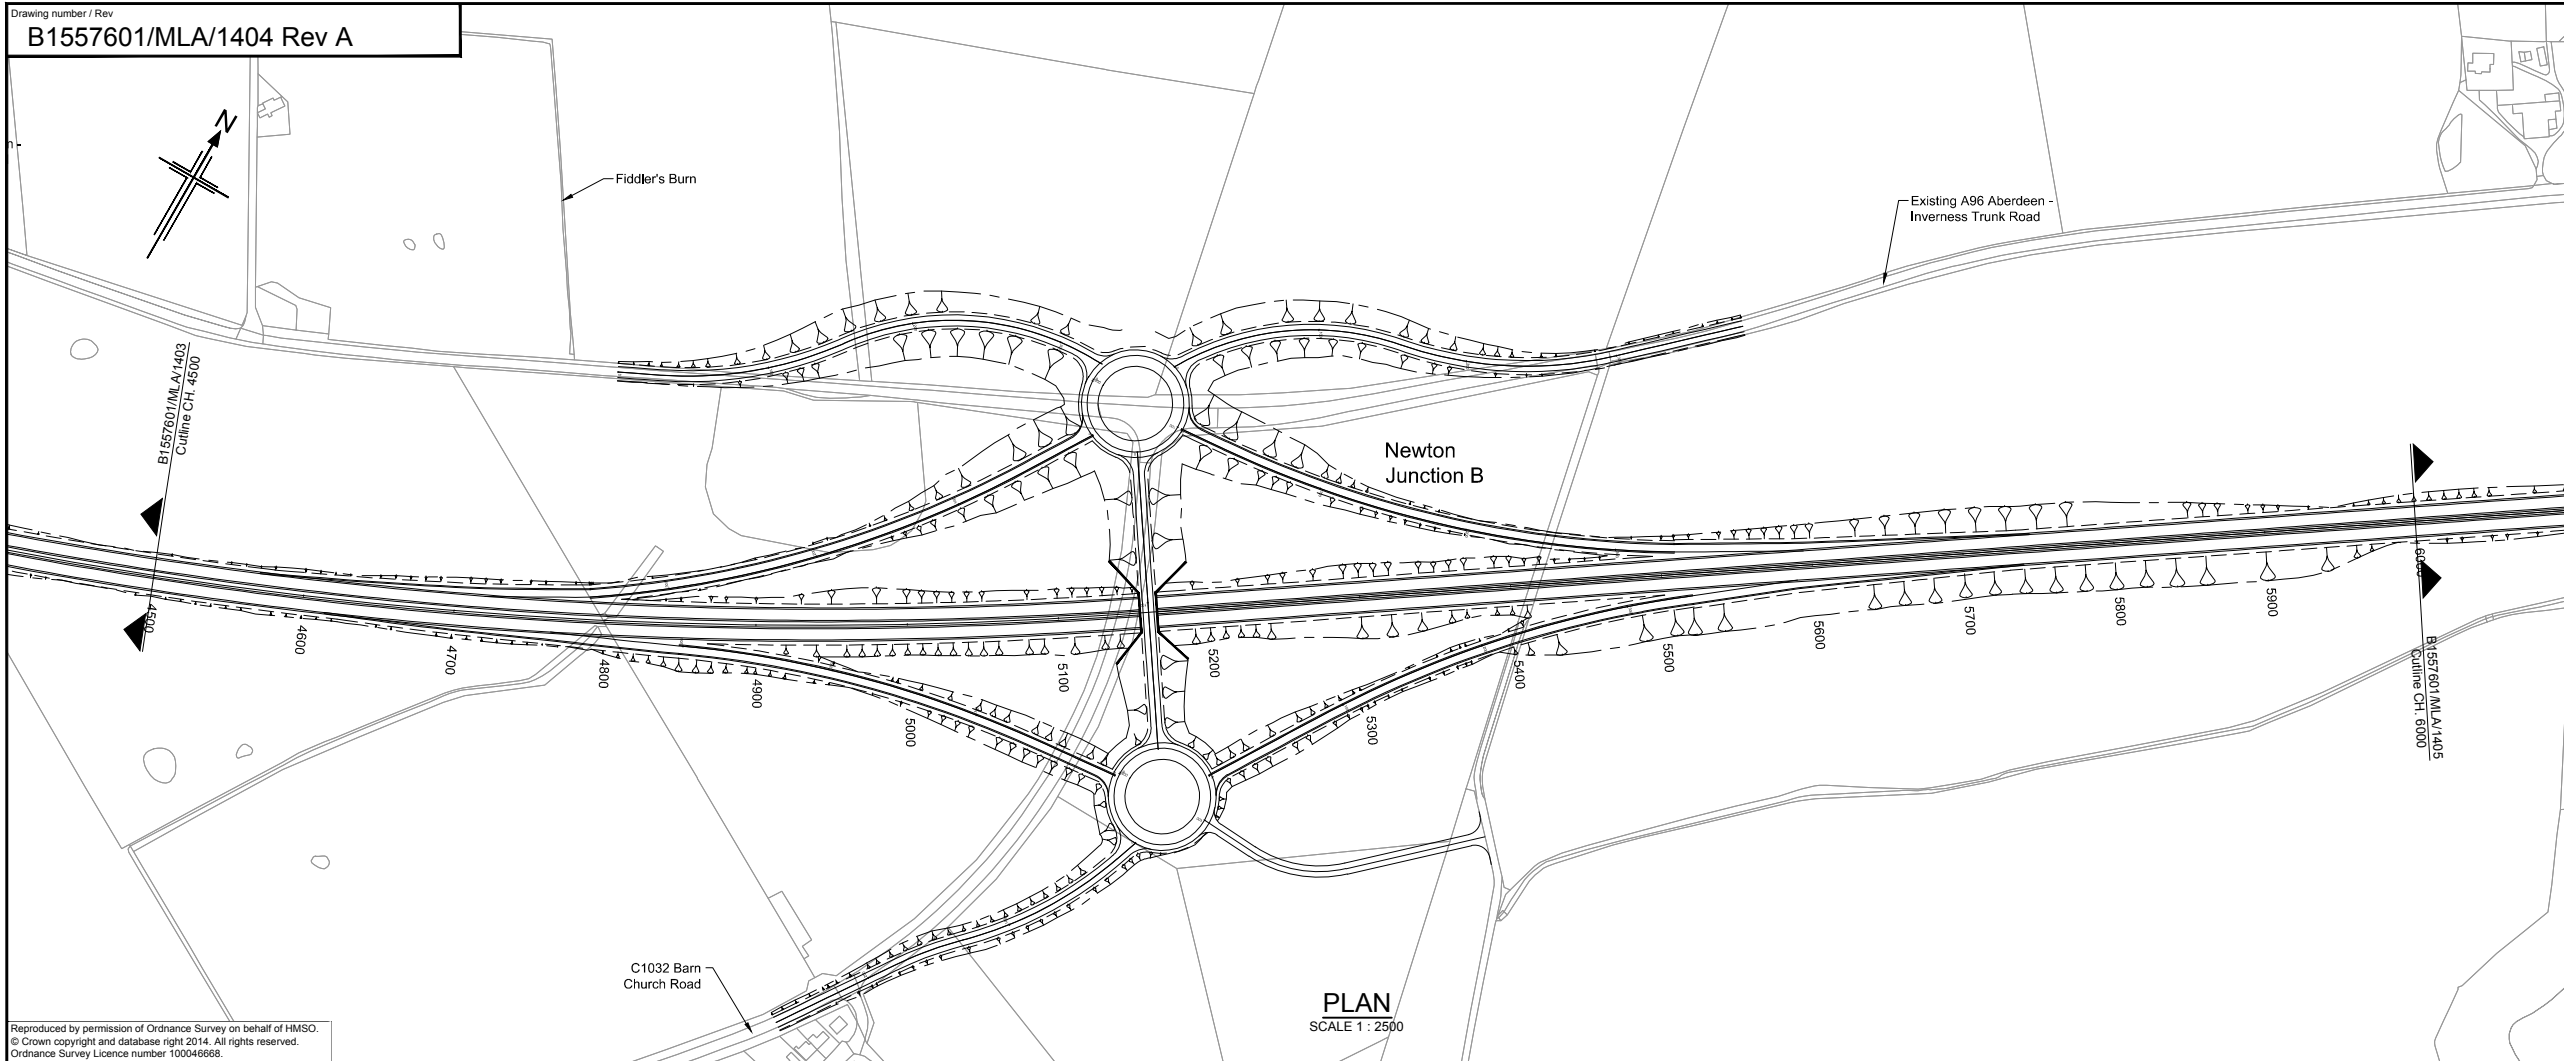 Drawing number / Rev
B1557601/MLA/1404 Rev A
N
Fiddler's Burn
Existing A96 Aberdeen -
Inverness Trunk Road
B1557601/MLA/1403
Cutline CH. 4500
Newton
Junction B
4500
4600
4700
4800
4900
5000
5100
5200
5300
5400
5500
5600
5700
5800
5900
6000
B1557601/MLA/1405
Cutline CH. 6000
C1032 Barn
Church Road
PLAN
SCALE 1 : 2500
Reproduced by permission of Ordnance Survey on behalf of HMSO.
© Crown copyright and database right 2014. All rights reserved.
Ordnance Survey Licence number 100046668.